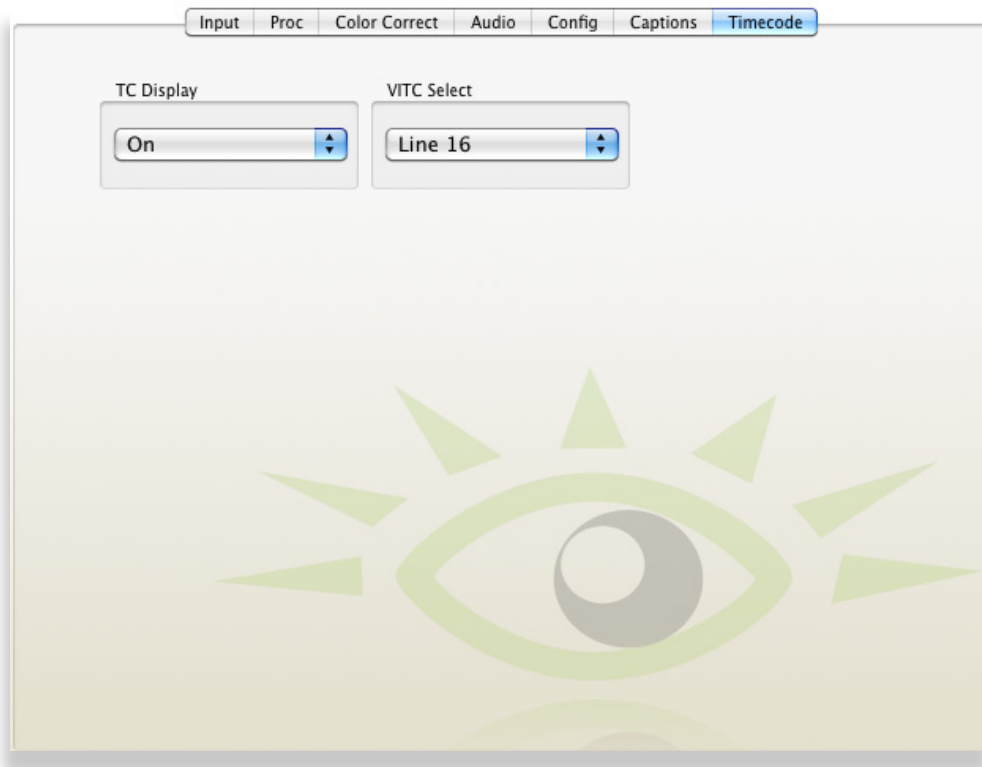 Input Proc Color Correct Audio Config Captions Timecode
TC Display VITC Select
On Line 16